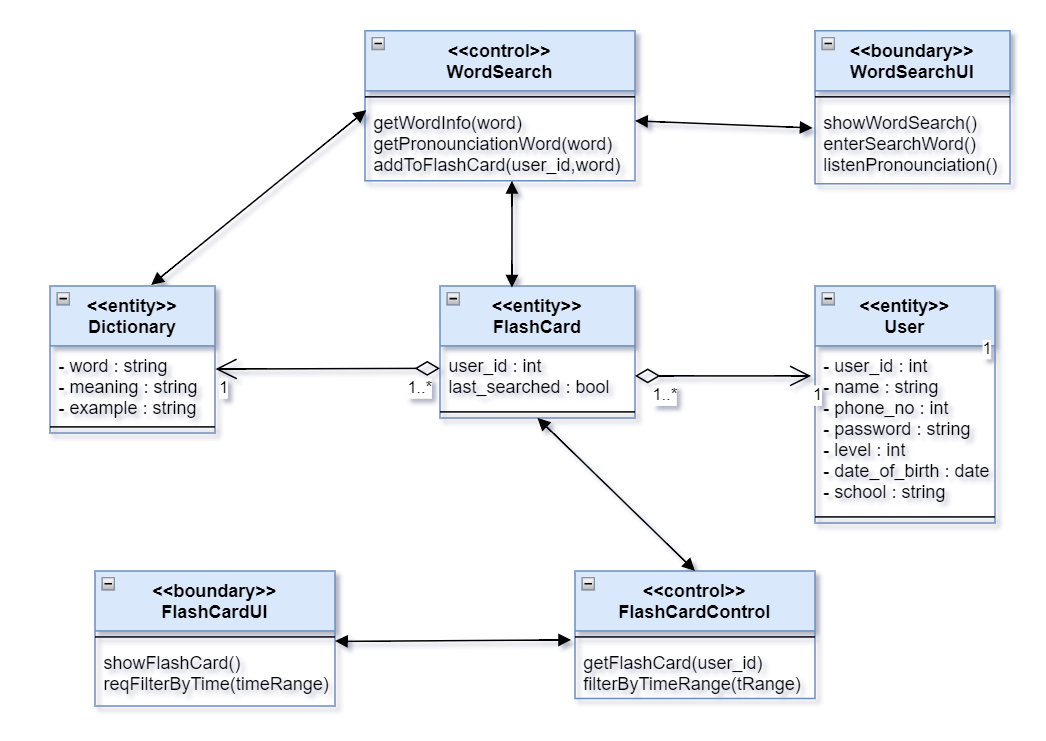 <<control>>
WordSearch
getWordInfo(word)
getPronounciationWord(word)
addToFlashCard(user_id,word)
<<boundary>>
WordSearchUI
showWordSearch()
enterSearchWord()
listenPronounciation()
<<entity>>
Dictionary
- word : string
- meaning : string
- example : string
1
1..*
<<entity>>
FlashCard
user_id : int
last_searched : bool
1..*
1
<<entity>>
User
1
- user_id : int
- name : string
- phone_no : int
- password : string
- level : int
- date_of_birth : date
- school : string
<<boundary>>
FlashCardUI
showFlashCard()
reqFilterByTime(timeRange)
<<control>>
FlashCardControl
getFlashCard(user_id)
filterByTimeRange(tRange)